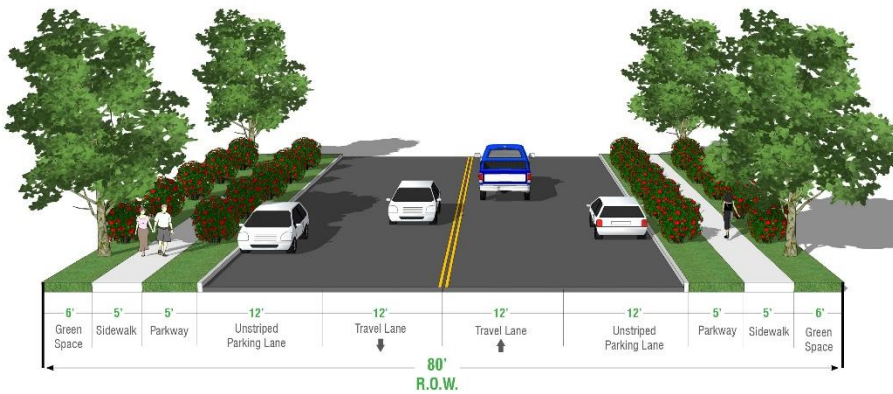 6' 5' 5' 12' 12' 12' 12' 5' 5' 6'
Green Space
Sidewalk
Parkway
Unstriped Parking Lane
Travel Lane
Travel Lane
Unstriped Parking Lane
Parkway
Sidewalk
Green Space
80'
R.O.W.